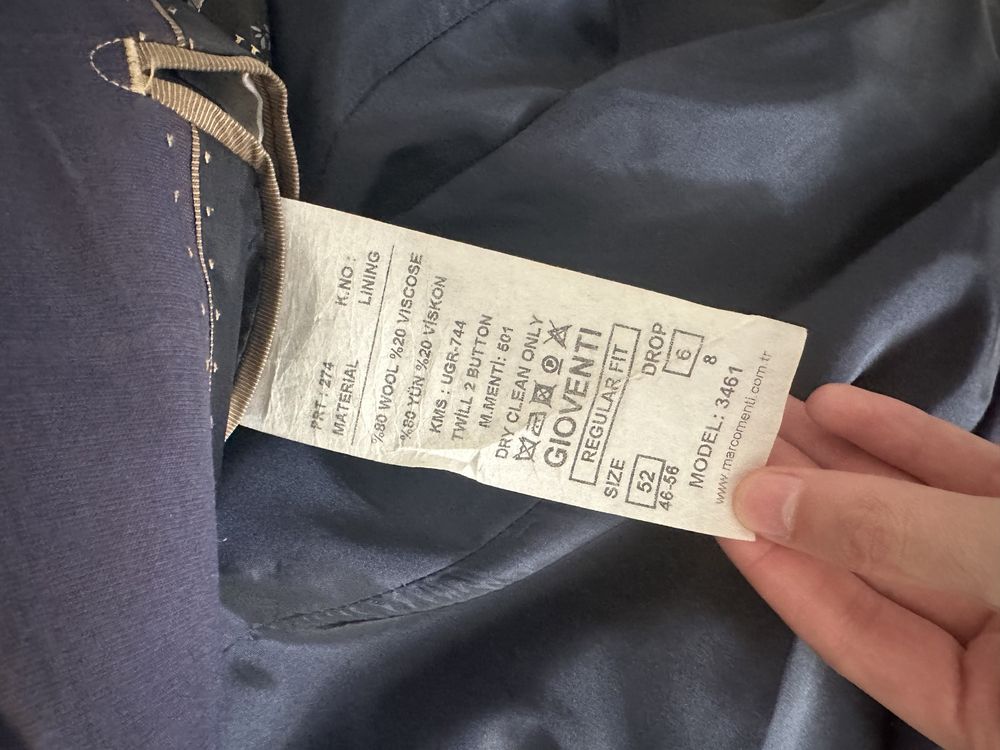 PRT : 274 K.NO :
MATERIAL LINING
%80 WOOL %20 VISCOSE
%80 YÜN %20 VİSKON
KMS : UGR-744
TWİLL 2 BUTTON
M.MENTİ: 501
DRY CLEAN ONLY
GIOVENTI
REGULAR FIT
SIZE DROP
52 6
46-56 8
MODEL: 3461
www.marcomenti.com.tr